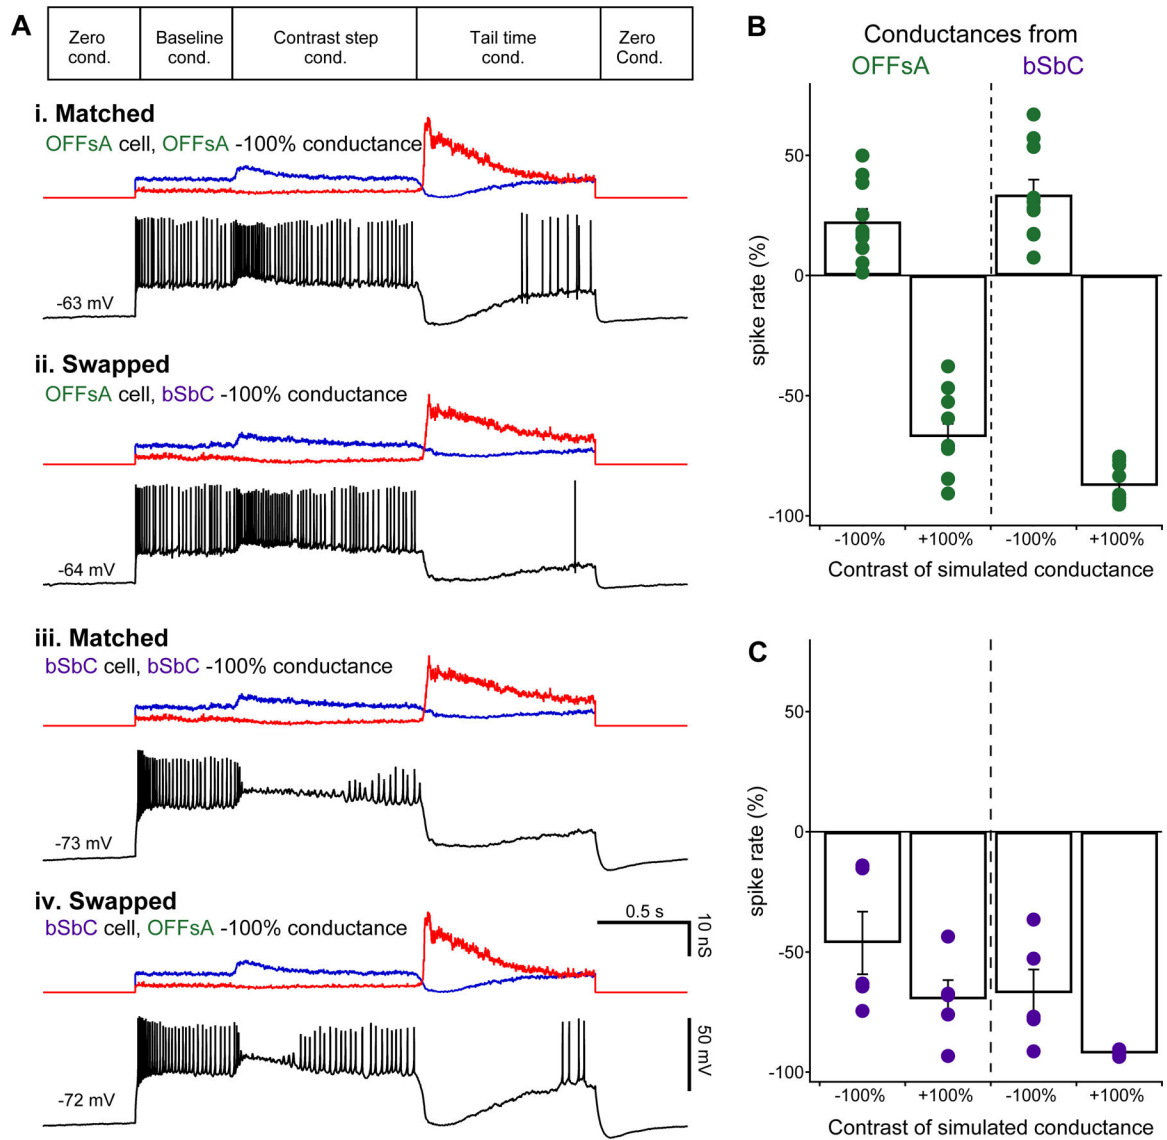 A
Zero cond.
Baseline cond.
Contrast step cond.
Tail time cond.
Zero Cond.
i. Matched
OFFsA cell, OFFsA -100% conductance
-63 mV
ii. Swapped
OFFsA cell, bSbC -100% conductance
-64 mV
iii. Matched
bSbC cell, bSbC -100% conductance
-73 mV
iv. Swapped
bSbC cell, OFFsA -100% conductance
0.5 s
10 nS
50 mV
-72 mV
B
Conductances from
OFFsA bSbC
spike rate (%)
50
0
-50
-100
-100% +100% -100% +100%
Contrast of simulated conductance
C
spike rate (%)
50
0
-50
-100
-100% +100% -100% +100%
Contrast of simulated conductance